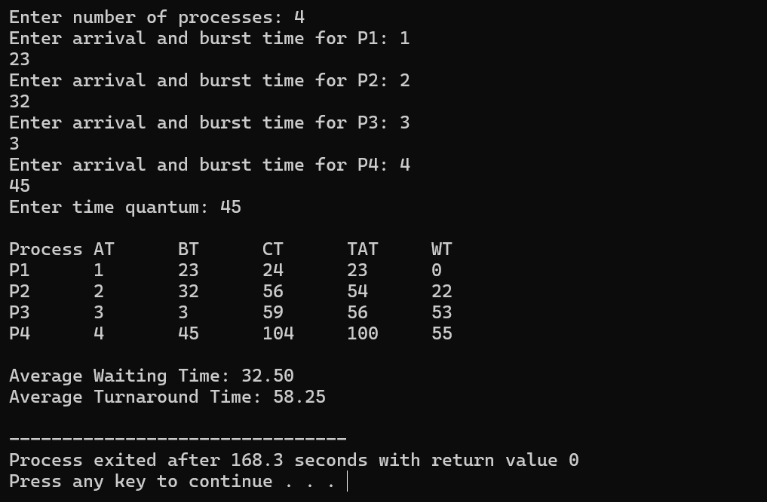 Enter number of processes: 4
Enter arrival and burst time for P1: 1
23
Enter arrival and burst time for P2: 2
32
Enter arrival and burst time for P3: 3
3
Enter arrival and burst time for P4: 4
45
Enter time quantum: 45

Process AT      BT      CT      TAT     WT
P1      1       23      24      23      0
P2      2       32      56      54      22
P3      3       3       59      56      53
P4      4       45      104     100     55

Average Waiting Time: 32.50
Average Turnaround Time: 58.25

--------------------------------
Process exited after 168.3 seconds with return value 0
Press any key to continue . . .